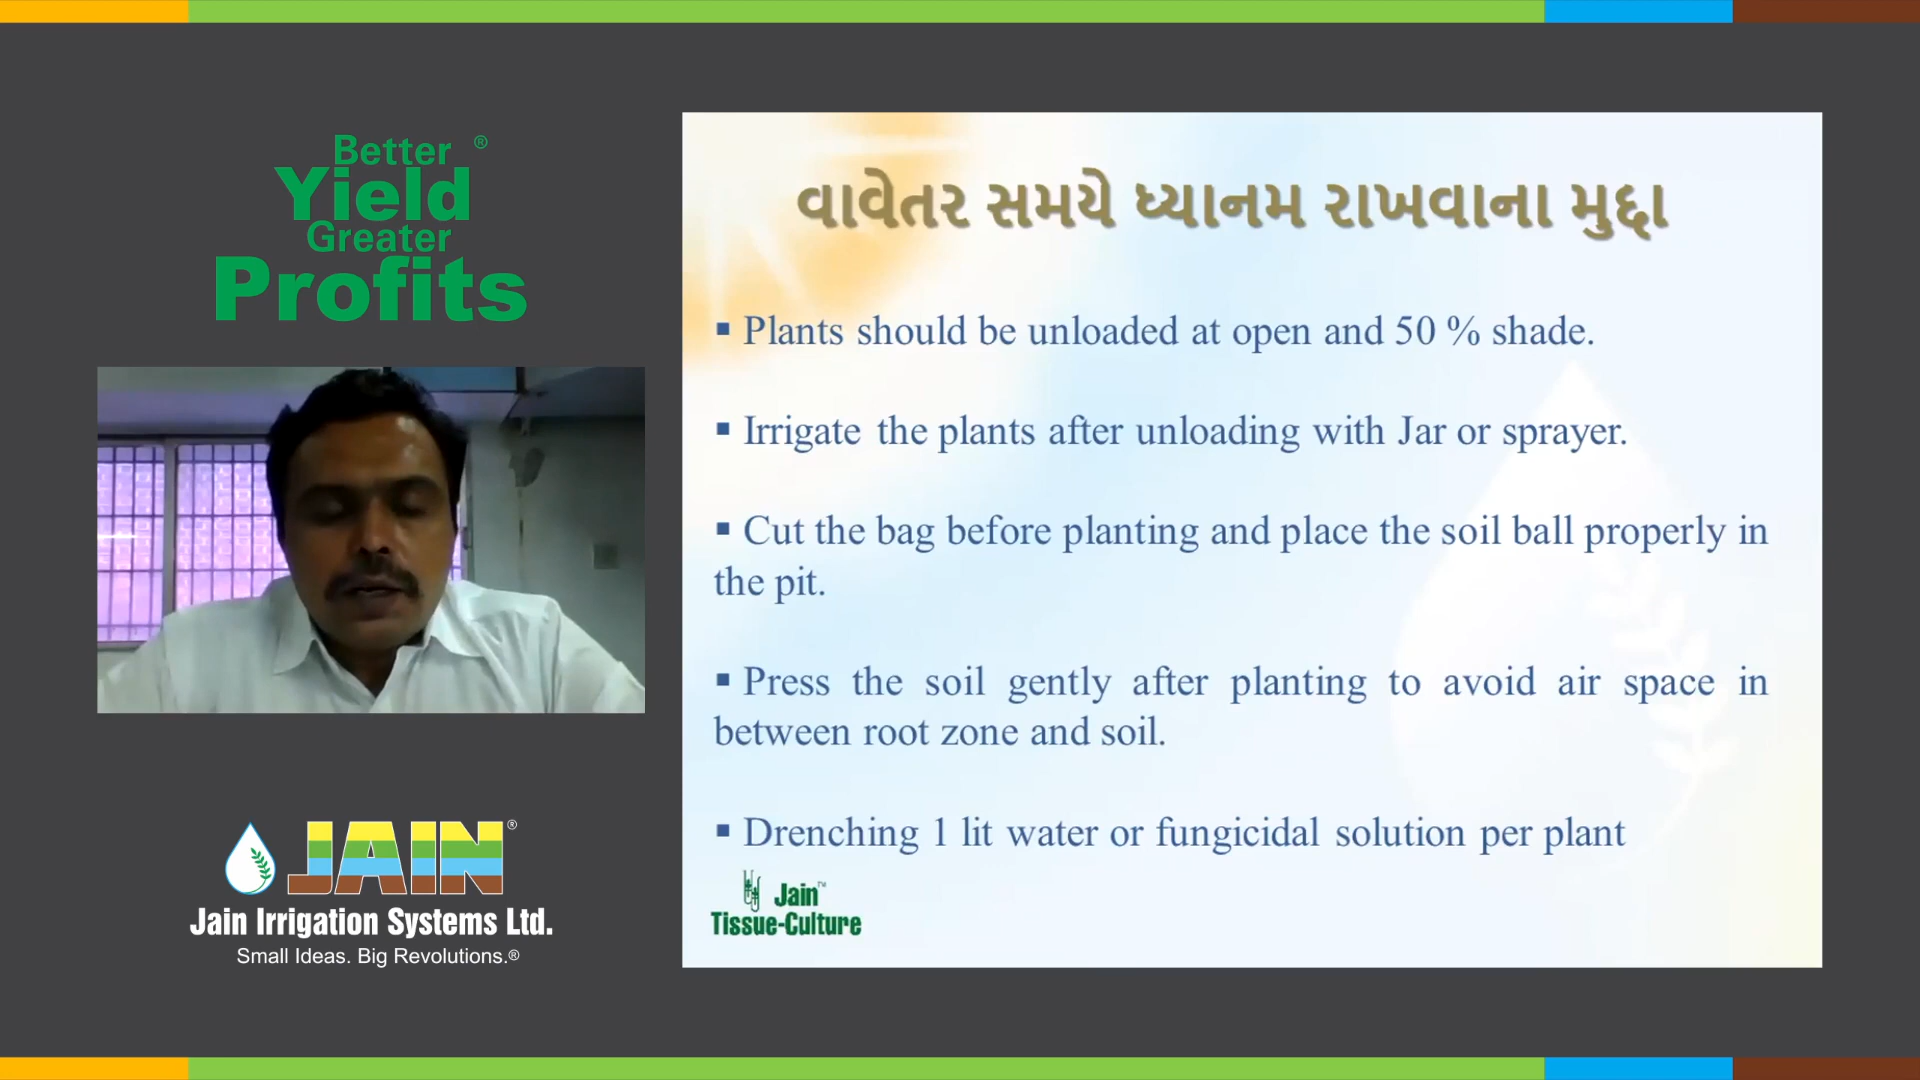 Better ®
Yield
Greater
Profits
વાવેતર સમયે ધ્યાનમ રાખવાના મુદ્દા
▪ Plants should be unloaded at open and 50 % shade.
▪ Irrigate the plants after unloading with Jar or sprayer.
▪ Cut the bag before planting and place the soil ball properly in
the pit.
▪ Press the soil gently after planting to avoid air space in
between root zone and soil.
▪ Drenching 1 lit water or fungicidal solution per plant
Jain™
Tissue-Culture
JAIN®
Jain Irrigation Systems Ltd.
Small Ideas. Big Revolutions.®